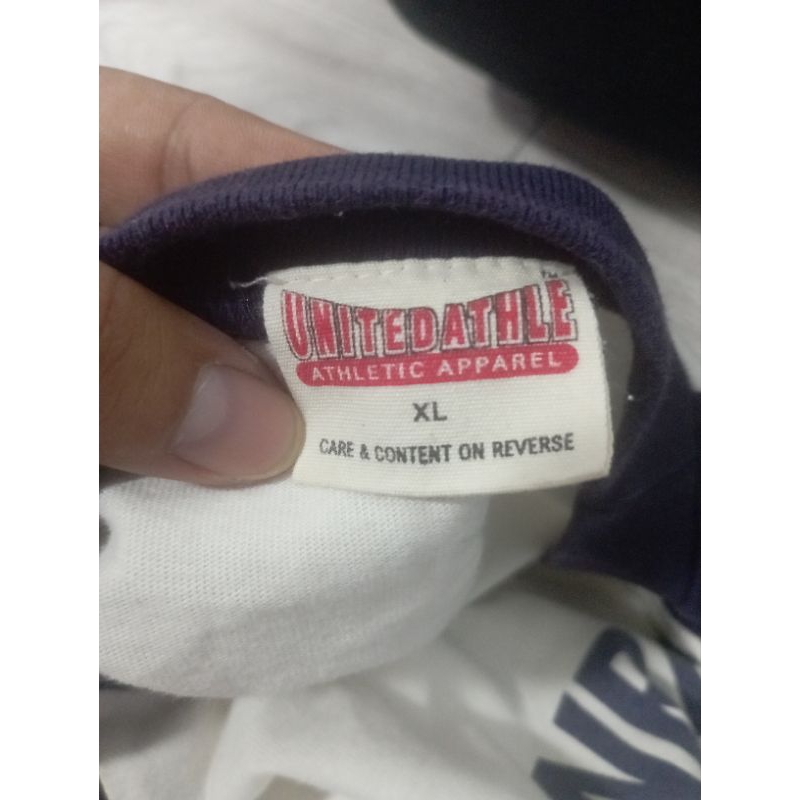 UNITEDATHLE
ATHLETIC APPAREL
XL
CARE & CONTENT ON REVERSE